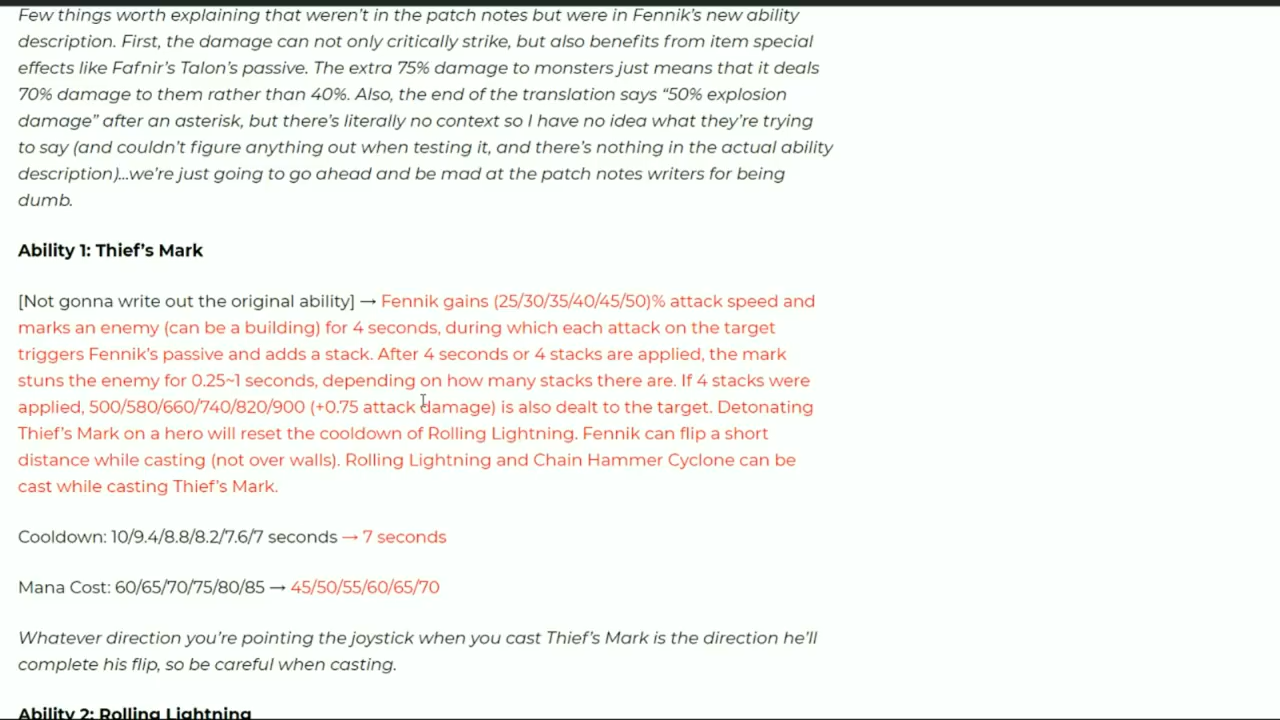 Few things worth explaining that weren't in the patch notes but were in Fennik's new ability
description. First, the damage can not only critically strike, but also benefits from item special
effects like Fafnir's Talon's passive. The extra 75% damage to monsters just means that it deals
70% damage to them rather than 40%. Also, the end of the translation says “50% explosion
damage” after an asterisk, but there's literally no context so I have no idea what they're trying
to say (and couldn't figure anything out when testing it, and there's nothing in the actual ability
description)...we're just going to go ahead and be mad at the patch notes writers for being
dumb.
Ability 1: Thief's Mark
[Not gonna write out the original ability] → Fennik gains (25/30/35/40/45/50)% attack speed and
marks an enemy (can be a building) for 4 seconds, during which each attack on the target
triggers Fennik's passive and adds a stack. After 4 seconds or 4 stacks are applied, the mark
stuns the enemy for 0.25~1 seconds, depending on how many stacks there are. If 4 stacks were
applied, 500/580/660/740/820/900 (+0.75 attack damage) is also dealt to the target. Detonating
Thief's Mark on a hero will reset the cooldown of Rolling Lightning. Fennik can flip a short
distance while casting (not over walls). Rolling Lightning and Chain Hammer Cyclone can be
cast while casting Thief's Mark.
Cooldown: 10/9.4/8.8/8.2/7.6/7 seconds → 7 seconds
Mana Cost: 60/65/70/75/80/85 → 45/50/55/60/65/70
Whatever direction you're pointing the joystick when you cast Thief's Mark is the direction he'll
complete his flip, so be careful when casting.
Ability 2: Rolling Lightning